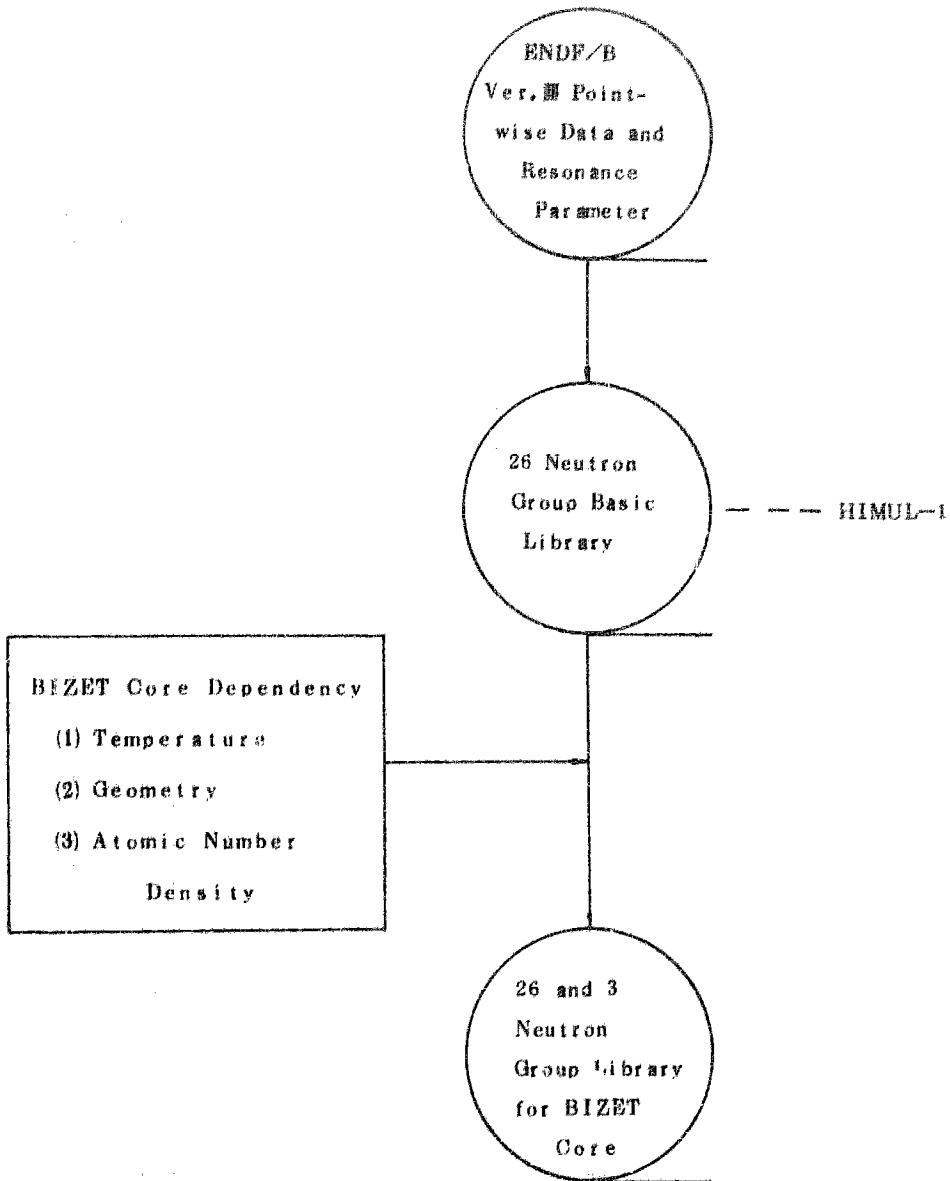 ENDF/B
Ver. Point-
wise Data and
Resonance
Parameter
26 Neutron
Group Basic
Library
— — — HIMUL-1
BIZET Core Dependency
(1) Temperature
(2) Geometry
(3) Atomic Number
Density
26 and 3
Neutron
Group Library
for BIZET
Core